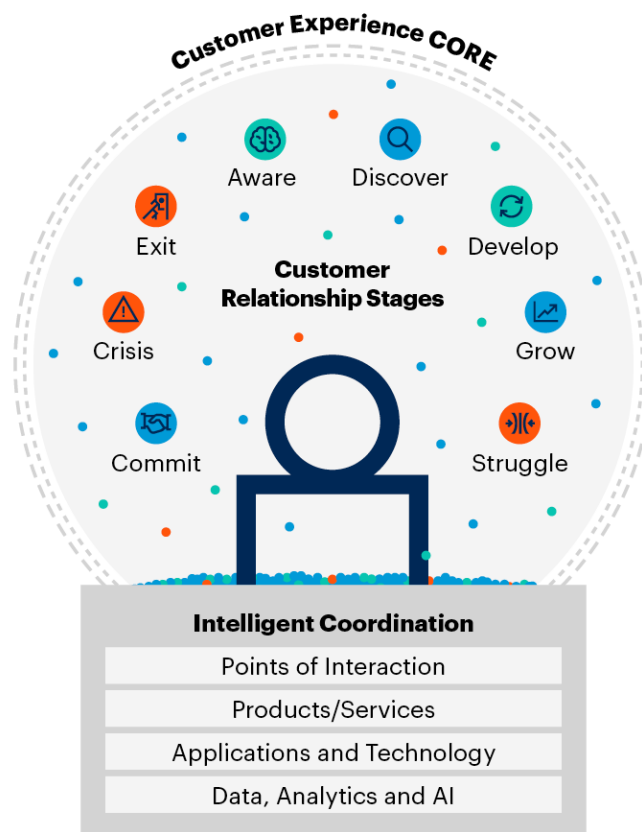 Customer Experience CORE
Aware
Discover
Exit
Develop
Customer
Relationship Stages
Crisis
Grow
Commit
Struggle
Intelligent Coordination
Points of Interaction
Products/Services
Applications and Technology
Data, Analytics and AI